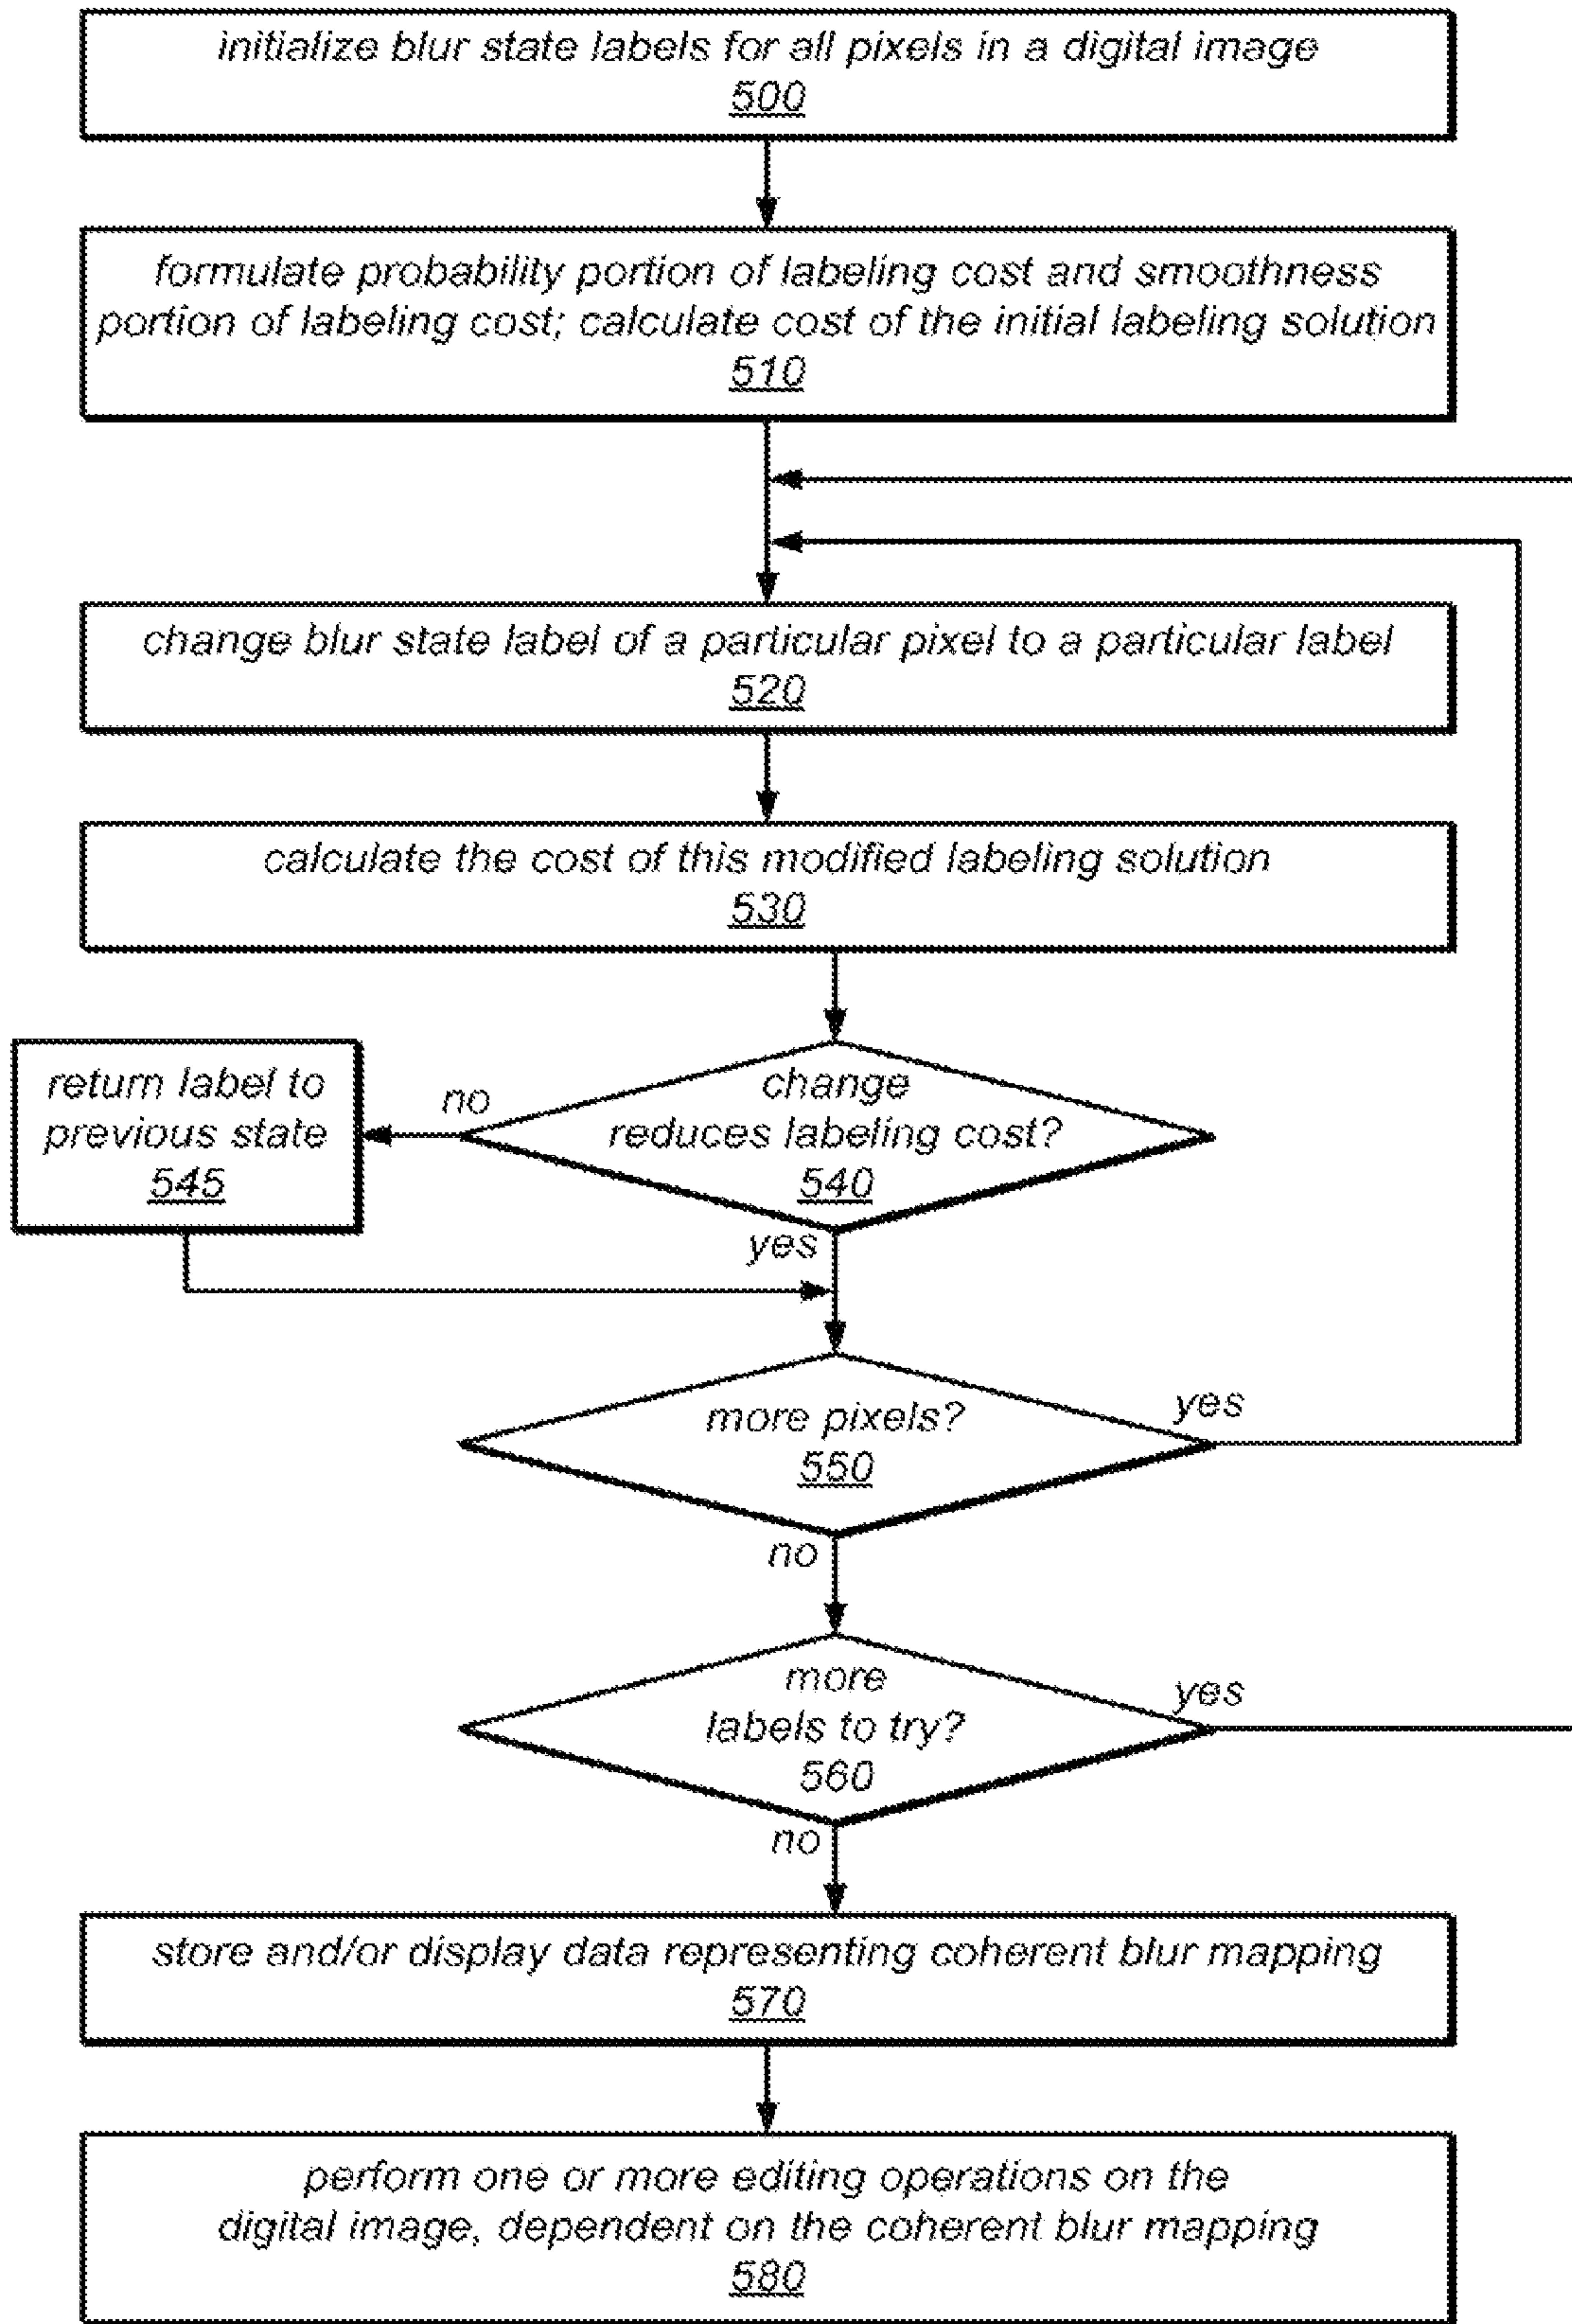 initialize blur state labels for all pixels in a digital image
500
formulate probability portion of labeling cost and smoothness
portion of labeling cost; calculate cost of the initial labeling solution
510
change blur state label of a particular pixel to a particular label
520
calculate the cost of this modified labeling solution
530
change
reduces labeling cost?
540
no
return label to
previous state
545
yes
more pixels?
550
yes
no
more
labels to try?
560
yes
no
store and/or display data representing coherent blur mapping
570
perform one or more editing operations on the
digital image, dependent on the coherent blur mapping
580